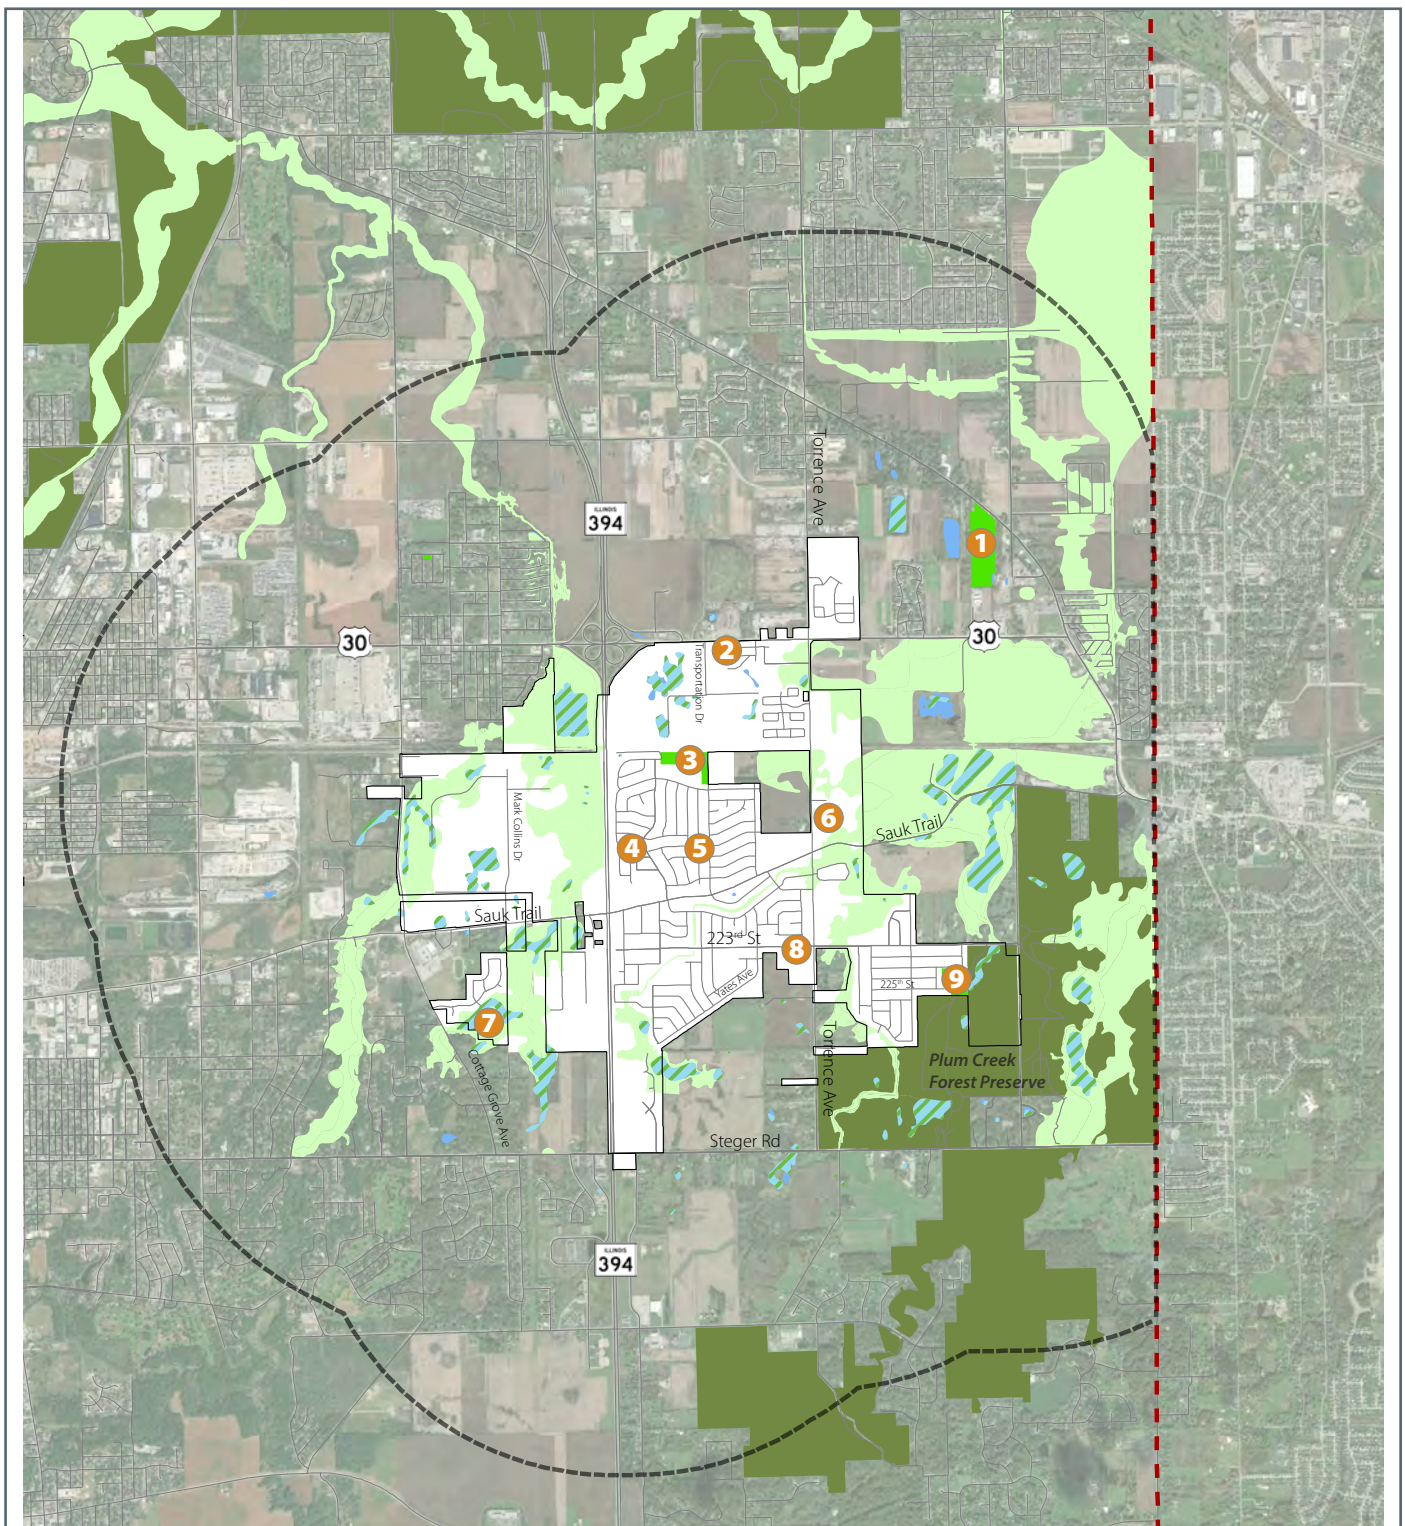 Torrence Ave
ILLINOIS
394
1
30
30
2
Transportation Dr
3
Mark Collins Dr
6
Sauk Trail
4
5
Sauk Trail
223rd St
8
225th St
9
Yates Ave
7
Cottage Grove Ave
Torrence Ave
Plum Creek
Forest Preserve
Steger Rd
ILLINOIS
394